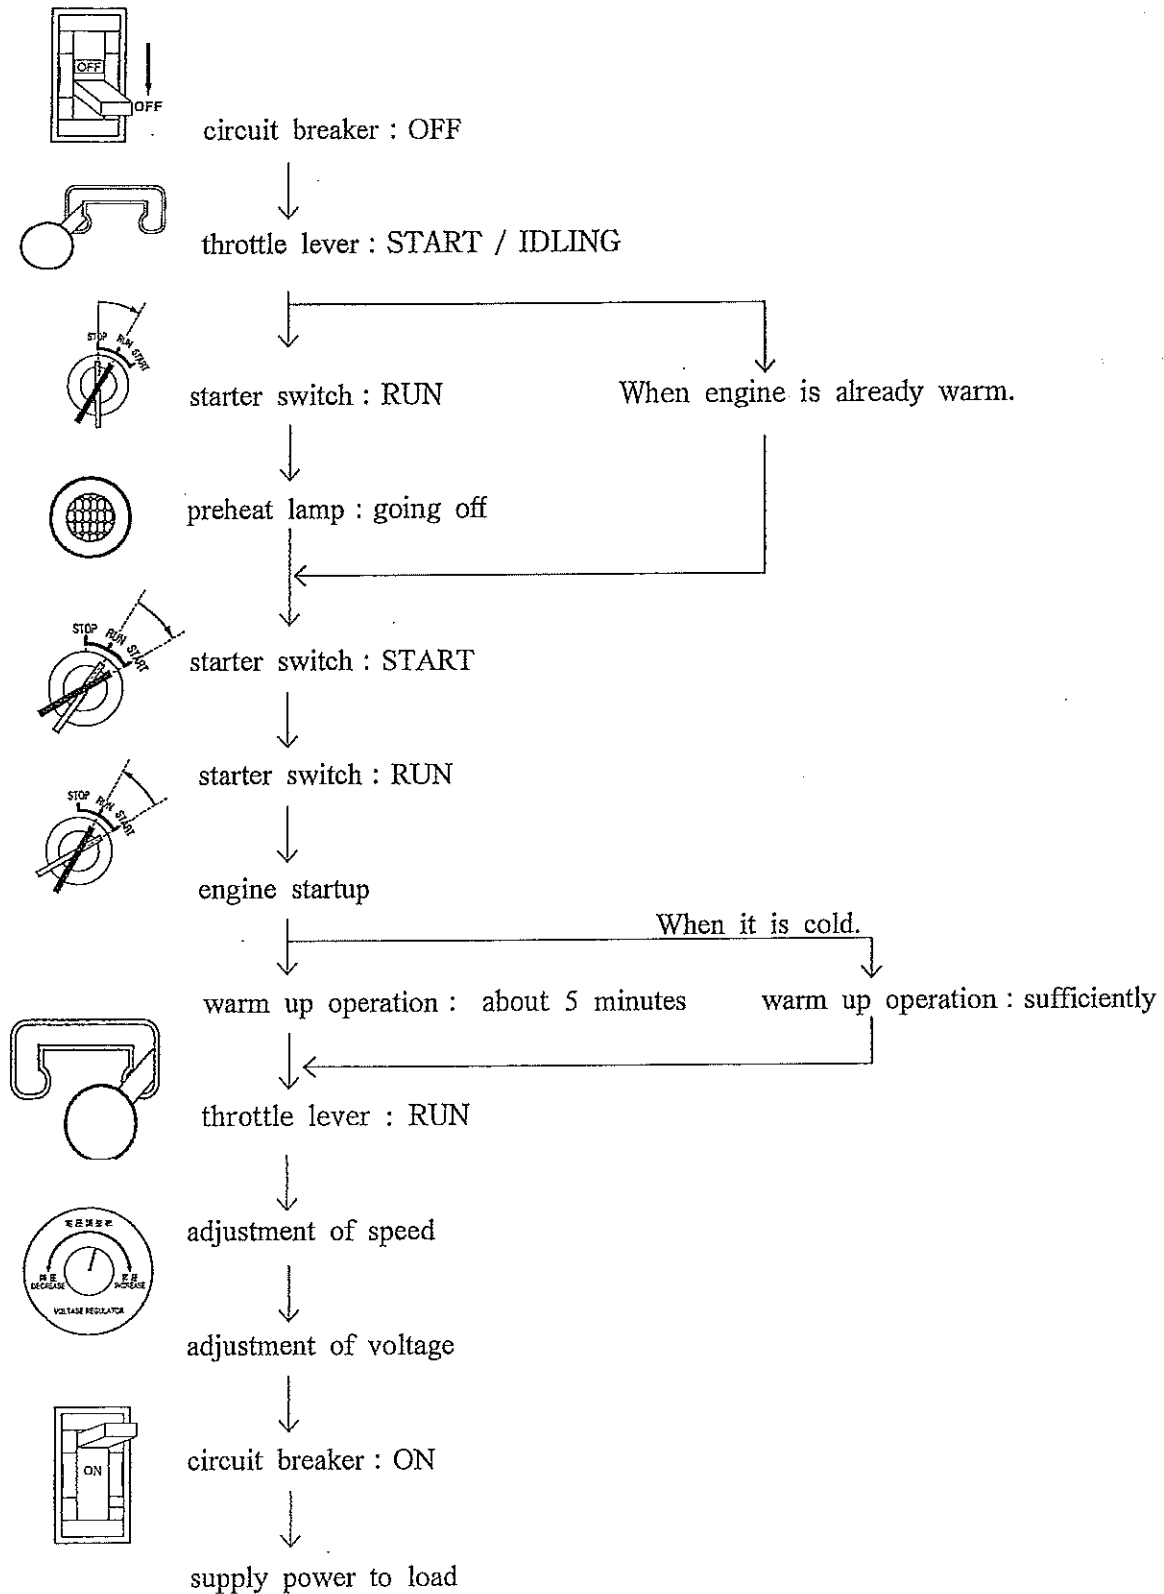 OFF
OFF
circuit breaker : OFF
throttle lever : START / IDLING
STOP RUN START
starter switch : RUN
When engine is already warm.
preheat lamp : going off
STOP RUN START
starter switch : START
STOP RUN START
starter switch : RUN
engine startup
When it is cold.
warm up operation : about 5 minutes
warm up operation : sufficiently
throttle lever : RUN
DECREASE
INCREASE
VOLTAGE REGULATOR
adjustment of speed
adjustment of voltage
ON
circuit breaker : ON
supply power to load